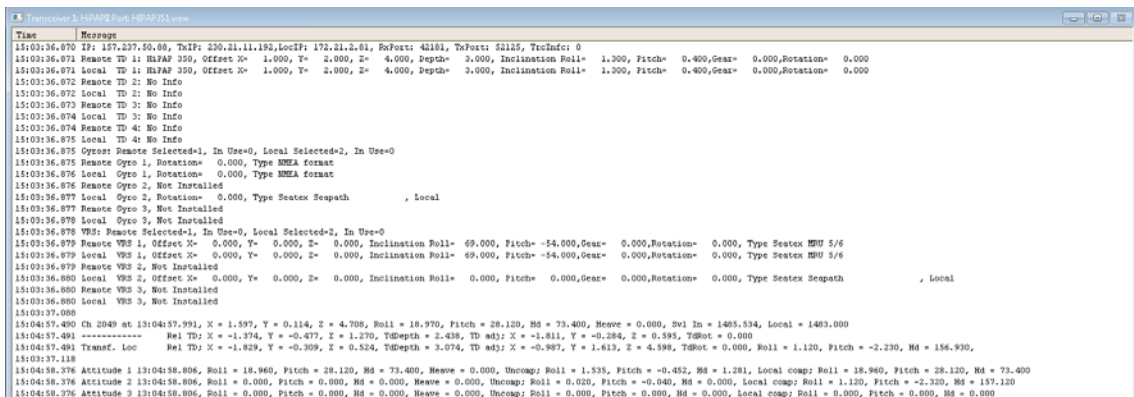 Transceiver 1: HiPAPII Port: HIPAPJS1 view
Time Message
15:03:36.870 IP: 157.237.50.88, TxIP: 230.21.11.192,LocIP: 172.21.2.81, RxPort: 42181, TxPort: 52125, TrcInfc: 0
15:03:36.871 Remote TD 1: HiPAP 350, Offset X= 1.000, Y= 2.000, Z= 4.000, Depth= 3.000, Inclination Roll= 1.300, Pitch= 0.400,Gear= 0.000,Rotation= 0.000
15:03:36.871 Local TD 1: HiPAP 350, Offset X= 1.000, Y= 2.000, Z= 4.000, Depth= 3.000, Inclination Roll= 1.300, Pitch= 0.400,Gear= 0.000,Rotation= 0.000
15:03:36.872 Remote TD 2: No Info
15:03:36.872 Local TD 2: No Info
15:03:36.873 Remote TD 3: No Info
15:03:36.874 Local TD 3: No Info
15:03:36.874 Remote TD 4: No Info
15:03:36.875 Local TD 4: No Info
15:03:36.875 Gyros: Remote Selected=1, In Use=0, Local Selected=2, In Use=0
15:03:36.875 Remote Gyro 1, Rotation= 0.000, Type NMEA format
15:03:36.876 Local Gyro 1, Rotation= 0.000, Type NMEA format
15:03:36.876 Remote Gyro 2, Not Installed
15:03:36.877 Local Gyro 2, Rotation= 0.000, Type Seatex Seapath , Local
15:03:36.877 Remote Gyro 3, Not Installed
15:03:36.878 Local Gyro 3, Not Installed
15:03:36.878 VRS: Remote Selected=1, In Use=0, Local Selected=2, In Use=0
15:03:36.879 Remote VRS 1, Offset X= 0.000, Y= 0.000, Z= 0.000, Inclination Roll= 69.000, Pitch= -54.000,Gear= 0.000,Rotation= 0.000, Type Seatex MRU 5/6
15:03:36.879 Local VRS 1, Offset X= 0.000, Y= 0.000, Z= 0.000, Inclination Roll= 69.000, Pitch= -54.000,Gear= 0.000,Rotation= 0.000, Type Seatex MRU 5/6
15:03:36.879 Remote VRS 2, Not Installed
15:03:36.880 Local VRS 2, Offset X= 0.000, Y= 0.000, Z= 0.000, Inclination Roll= 0.000, Pitch= 0.000,Gear= 0.000,Rotation= 0.000, Type Seatex Seapath , Local
15:03:36.880 Remote VRS 3, Not Installed
15:03:36.880 Local VRS 3, Not Installed
15:03:37.088
15:04:57.490 Ch 2049 at 13:04:57.991, X = 1.597, Y = 0.114, Z = 4.708, Roll = 18.970, Pitch = 28.120, Hd = 73.400, Heave = 0.000, Svl In = 1485.534, Local = 1483.000
15:04:57.491 ------------ Rel TD; X = -1.374, Y = -0.477, Z = 1.270, TdDepth = 2.438, TD adj; X = -1.811, Y = -0.284, Z = 0.595, TdRot = 0.000
15:04:57.491 Transf. Loc Rel TD; X = -1.829, Y = -0.309, Z = 0.524, TdDepth = 3.074, TD adj; X = -0.987, Y = 1.613, Z = 4.598, TdRot = 0.000, Roll = 1.120, Pitch = -2.230, Hd = 156.930,
15:03:37.118
15:04:58.376 Attitude 1 13:04:58.806, Roll = 18.960, Pitch = 28.120, Hd = 73.400, Heave = 0.000, Uncomp; Roll = 1.535, Pitch = -0.452, Hd = 1.281, Local comp; Roll = 18.960, Pitch = 28.120, Hd = 73.400
15:04:58.376 Attitude 2 13:04:58.806, Roll = 0.000, Pitch = 0.000, Hd = 0.000, Heave = 0.000, Uncomp; Roll = 0.020, Pitch = -0.040, Hd = 0.000, Local comp; Roll = 1.120, Pitch = -2.320, Hd = 157.120
15:04:58.376 Attitude 3 13:04:58.806, Roll = 0.000, Pitch = 0.000, Hd = 0.000, Heave = 0.000, Uncomp; Roll = 0.000, Pitch = 0.000, Hd = 0.000, Local comp; Roll = 0.000, Pitch = 0.000, Hd = 0.000